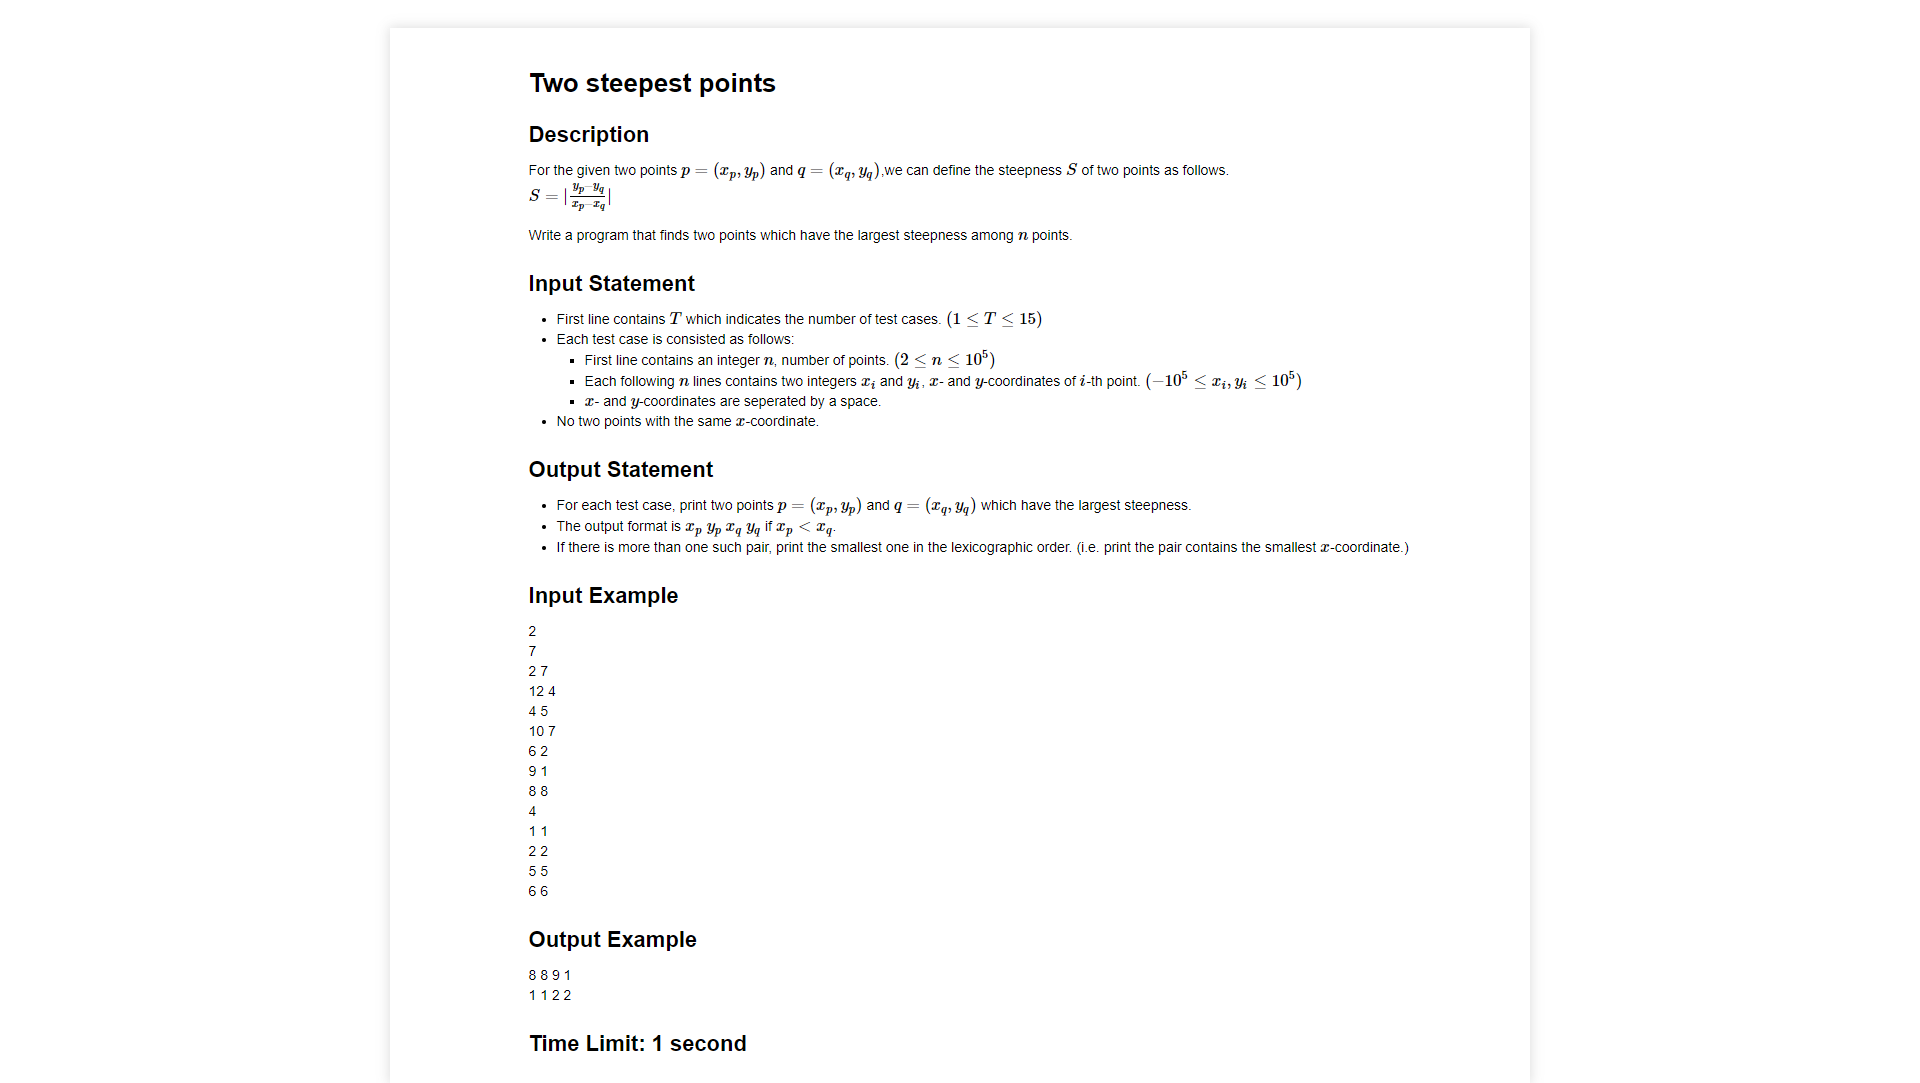 Two steepest points
Description
For the given two points p = (x_p, y_p) and q = (x_q, y_q),we can define the steepness S of two points as follows.
S = |\frac{y_p - y_q}{x_p - x_q}|
Write a program that finds two points which have the largest steepness among n points.
Input Statement
• First line contains T which indicates the number of test cases. (1 ≤ T ≤ 15)
• Each test case is consisted as follows:
▪ First line contains an integer n, number of points. (2 ≤ n ≤ 10^5)
▪ Each following n lines contains two integers x_i and y_i, x- and y-coordinates of i-th point. (−10^5 ≤ x_i, y_i ≤ 10^5)
▪ x- and y-coordinates are seperated by a space.
• No two points with the same x-coordinate.
Output Statement
• For each test case, print two points p = (x_p, y_p) and q = (x_q, y_q) which have the largest steepness.
• The output format is x_p y_p x_q y_q if x_p < x_q.
• If there is more than one such pair, print the smallest one in the lexicographic order. (i.e. print the pair contains the smallest x-coordinate.)
Input Example
2
7
2 7
12 4
4 5
10 7
6 2
9 1
8 8
4
1 1
2 2
5 5
6 6
Output Example
8 8 9 1
1 1 2 2
Time Limit: 1 second